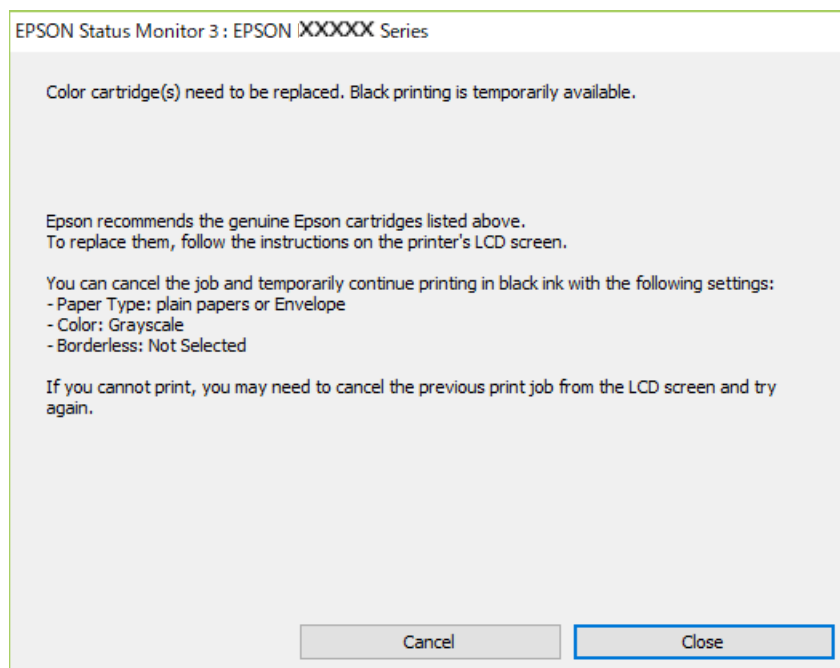 EPSON Status Monitor 3 : EPSON XXXXX Series
Color cartridge(s) need to be replaced. Black printing is temporarily available.
Epson recommends the genuine Epson cartridges listed above.
To replace them, follow the instructions on the printer's LCD screen.
You can cancel the job and temporarily continue printing in black ink with the following settings:
- Paper Type: plain papers or Envelope
- Color: Grayscale
- Borderless: Not Selected
If you cannot print, you may need to cancel the previous print job from the LCD screen and try
again.
Cancel
Close